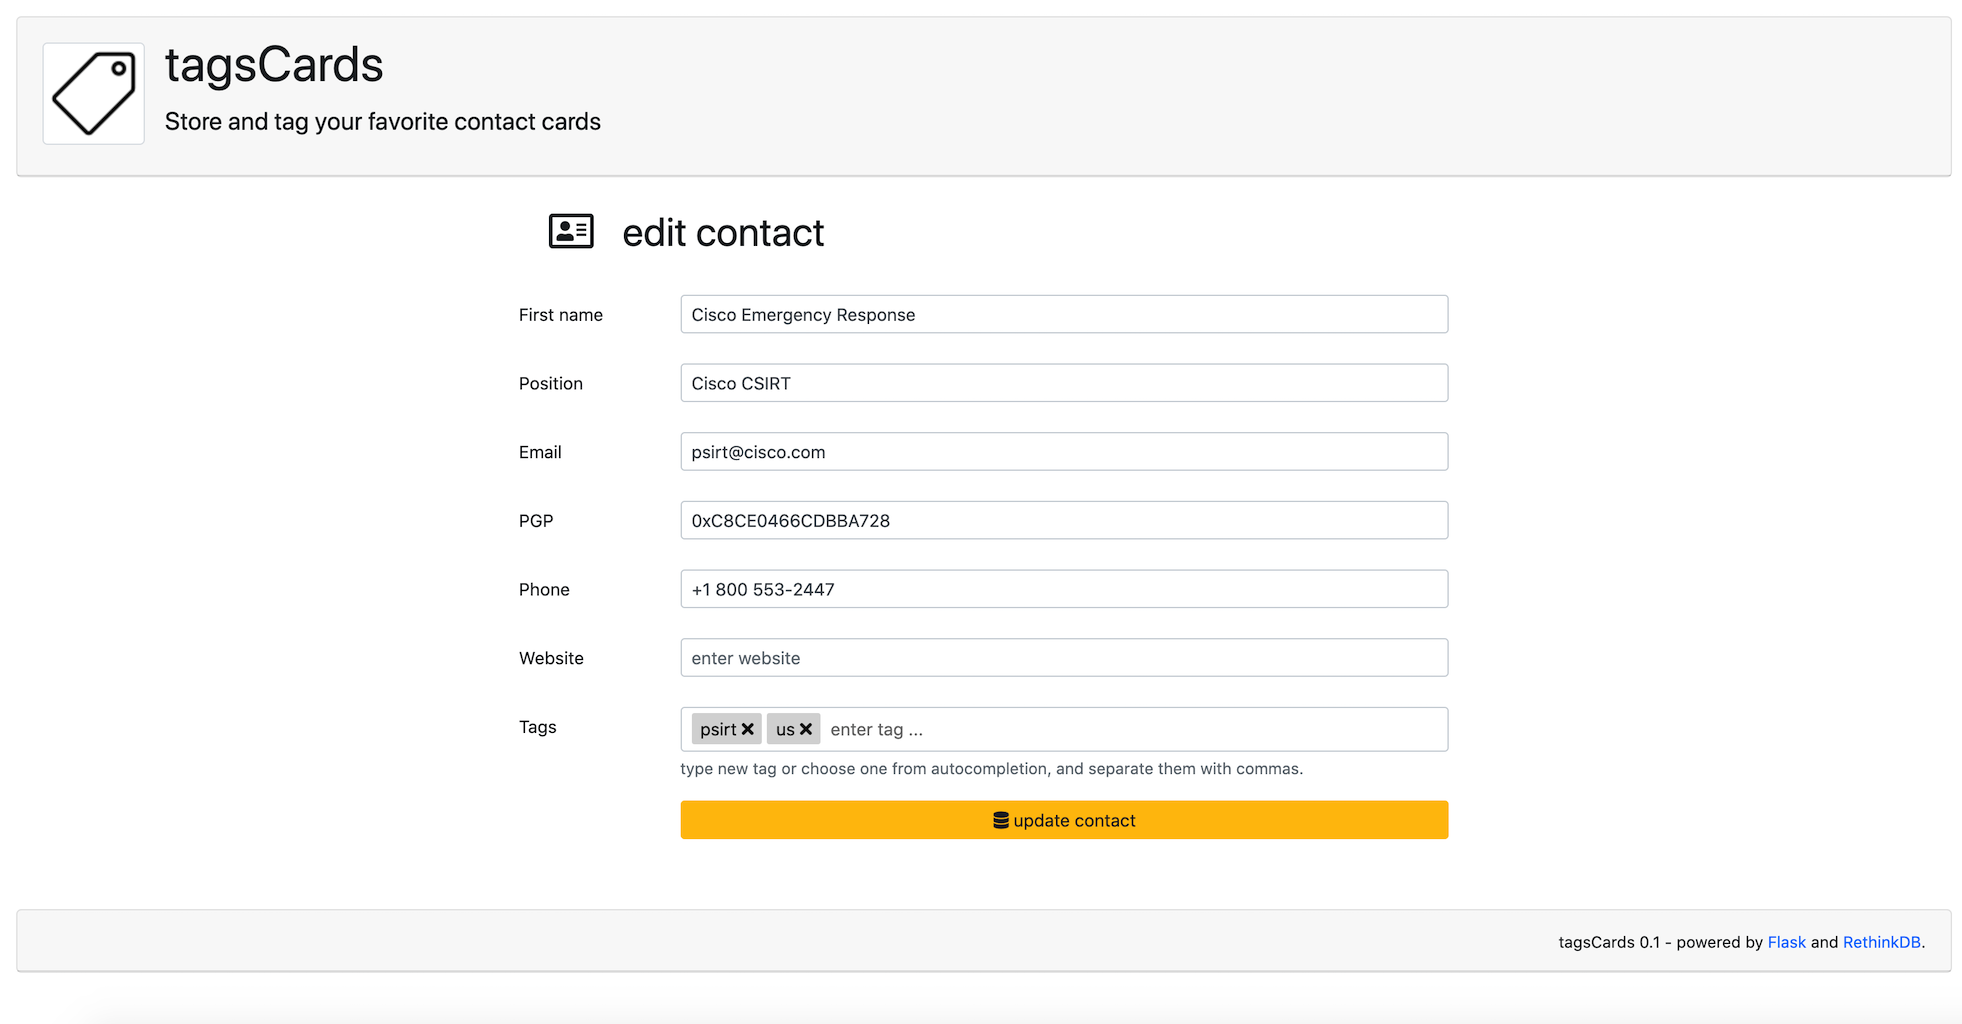 tagsCards
Store and tag your favorite contact cards
edit contact
First name
Cisco Emergency Response
Position
Cisco CSIRT
Email
psirt@cisco.com
PGP
0xC8CE0466CDBBA728
Phone
+1 800 553-2447
Website
enter website
Tags
psirt us enter tag ...
type new tag or choose one from autocompletion, and separate them with commas.
update contact
tagsCards 0.1 - powered by Flask and RethinkDB.